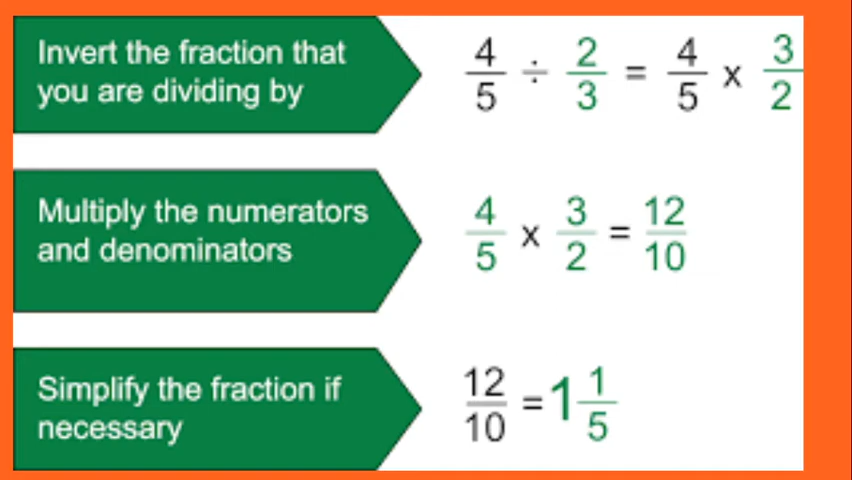 Invert the fraction that
you are dividing by
4/5 ÷ 2/3 = 4/5 x 3/2
Multiply the numerators
and denominators
4/5 x 3/2 = 12/10
Simplify the fraction if
necessary
12/10 = 1 1/5